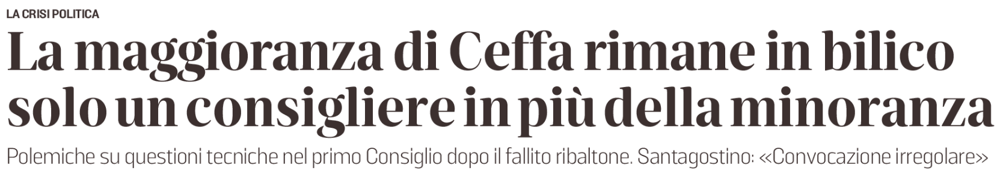 LA CRISI POLITICA
La maggioranza di Ceffa rimane in bilico
solo un consigliere in più della minoranza
Polemiche su questioni tecniche nel primo Consiglio dopo il fallito ribaltone. Santagostino: «Convocazione irregolare»